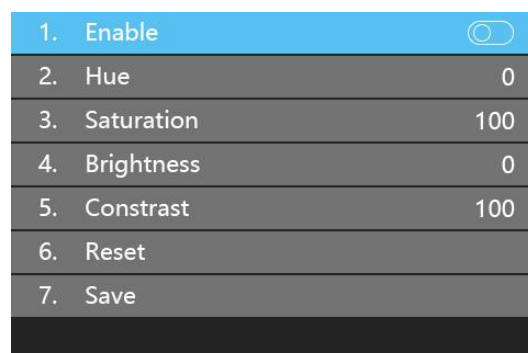 1. Enable
2. Hue 0
3. Saturation 100
4. Brightness 0
5. Constrast 100
6. Reset
7. Save